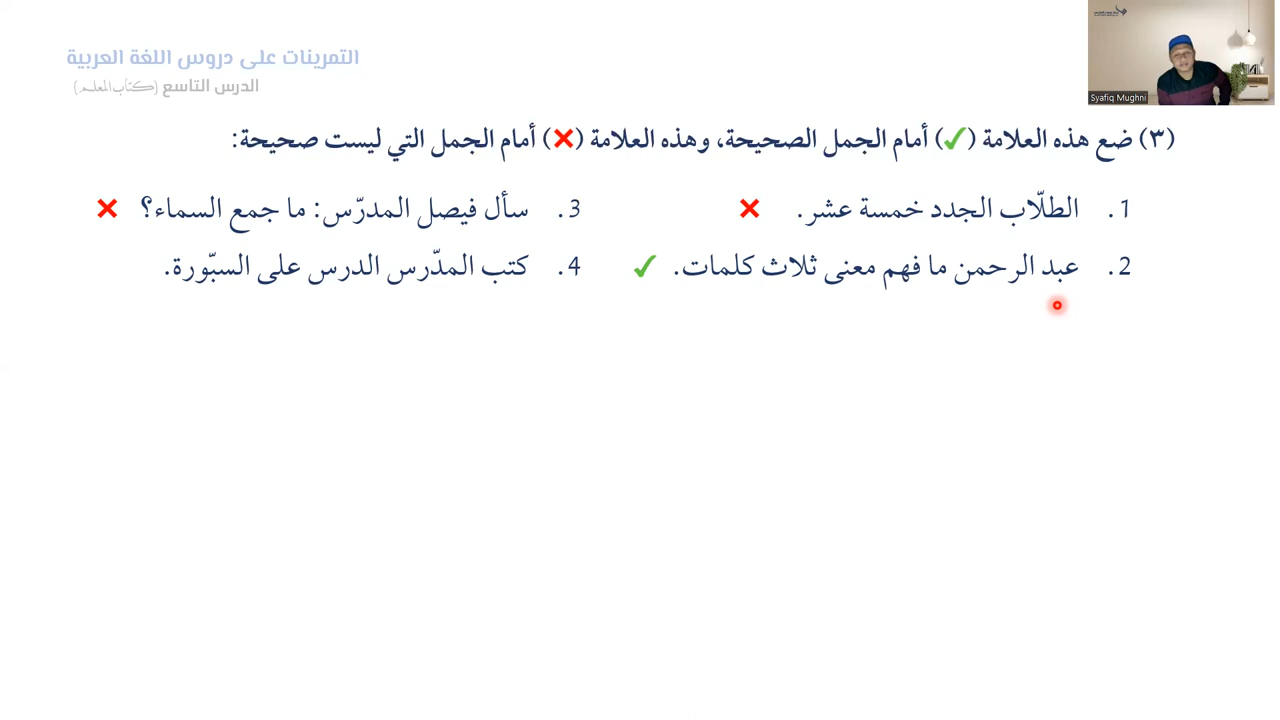 التمرينات على دروس اللغة العربية
الدرس التاسع (كتاب المعلم)
Syafiq Mughni
(٣) ضع هذه العلامة (✓) أمام الجمل الصحيحة، وهذه العلامة (✗) أمام الجمل التي ليست صحيحة:
1. الطلّاب الجدد خمسة عشر. ✗
3. سأل فيصل المدرّس: ما جمع السماء؟ ✗
2. عبد الرحمن ما فهم معنى ثلاث كلمات. ✓
4. كتب المدّرس الدرس على السبّورة.